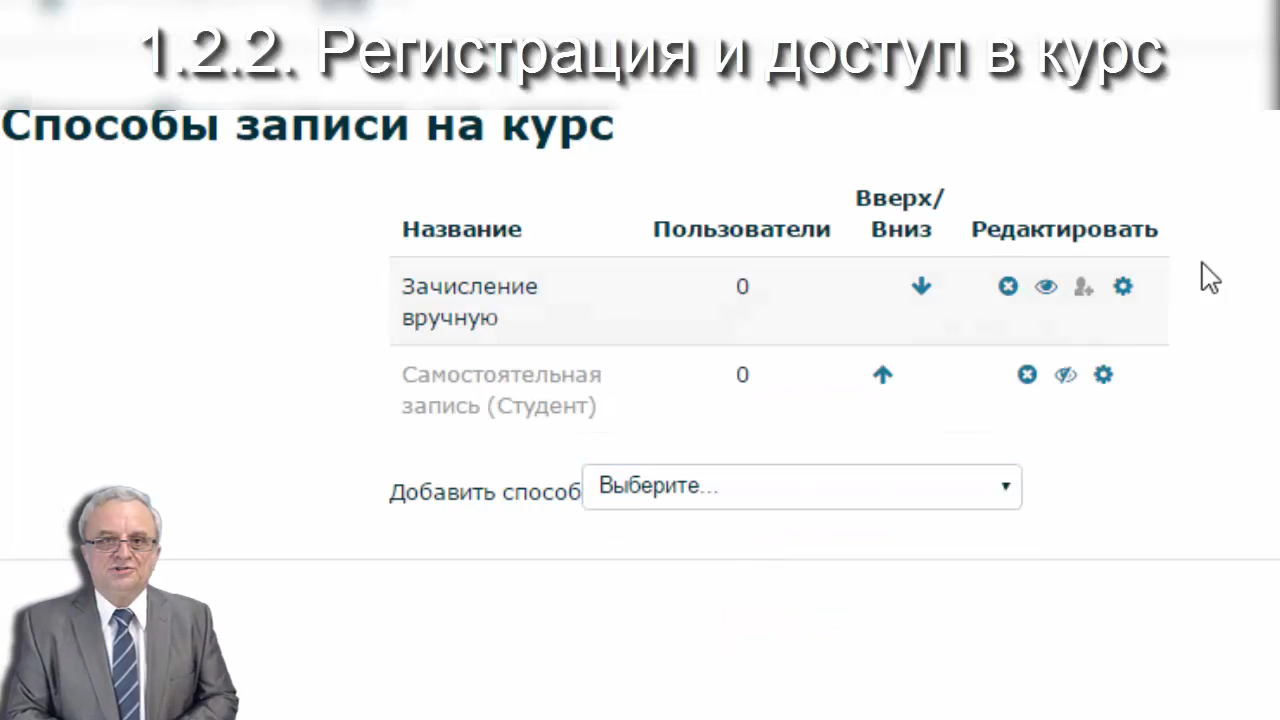 1.2.2. Регистрация и доступ в курс
Способы записи на курс
Название Пользователи Вверх/
Вниз Редактировать
Зачисление
вручную 0
Самостоятельная
запись (Студент) 0
Добавить способ Выберите...